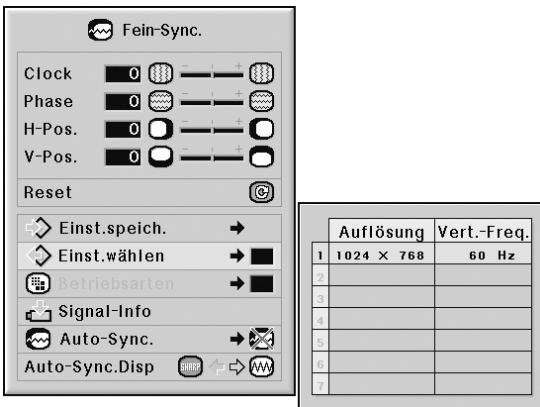 Fein-Sync.
Clock 0 - +
Phase 0 - +
H-Pos. 0 - +
V-Pos. 0 - +
Reset
Einst.speich.
Einst.wählen
Betriebsarten
Signal-Info
Auto-Sync.
Auto-Sync.Disp SHARP
Auflösung Vert.-Freq.
1 1024 × 768 60 Hz
2
3
4
5
6
7